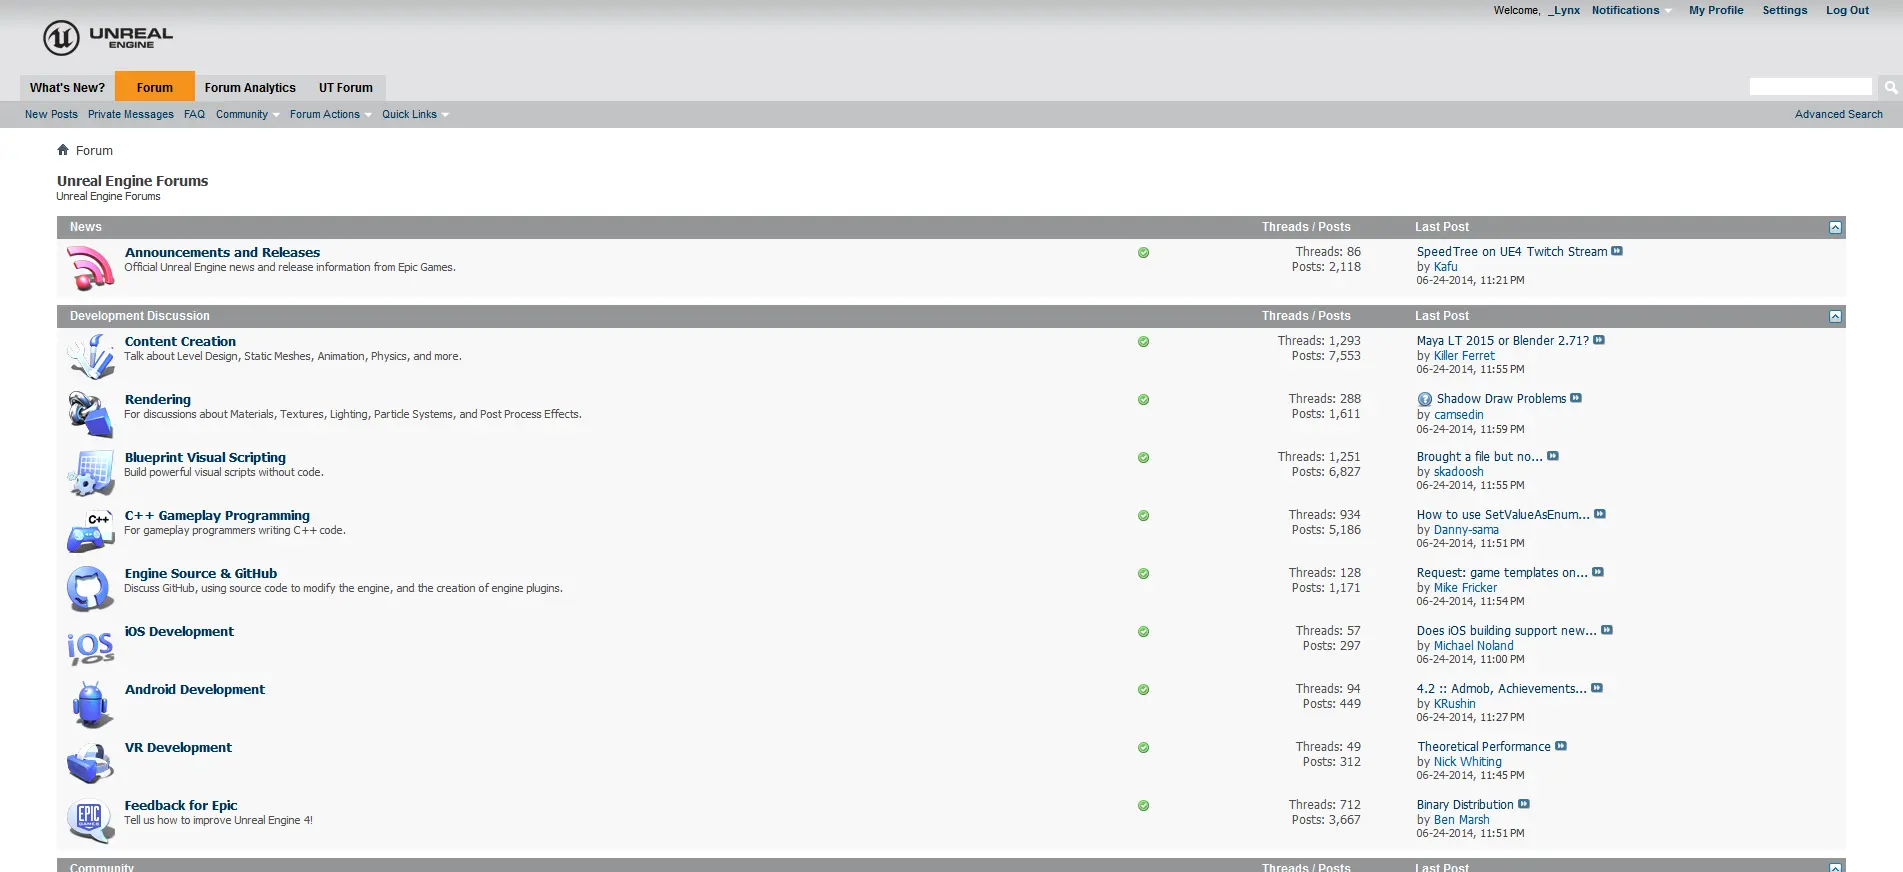 Welcome, _Lynx Notifications My Profile Settings Log Out
UNREAL
ENGINE
What's New? Forum Forum Analytics UT Forum
New Posts Private Messages FAQ Community Forum Actions Quick Links Advanced Search
Forum
Unreal Engine Forums
Unreal Engine Forums
News Threads / Posts Last Post
Announcements and Releases Threads: 86 SpeedTree on UE4 Twitch Stream
Official Unreal Engine news and release information from Epic Games. Posts: 2,118 by Kafu
06-24-2014, 11:21 PM
Development Discussion Threads / Posts Last Post
Content Creation Threads: 1,293 Maya LT 2015 or Blender 2.71?
Talk about Level Design, Static Meshes, Animation, Physics, and more. Posts: 7,553 by Killer Ferret
06-24-2014, 11:55 PM
Rendering Threads: 288 Shadow Draw Problems
For discussions about Materials, Textures, Lighting, Particle Systems, and Post Process Effects. Posts: 1,611 by camsedin
06-24-2014, 11:59 PM
Blueprint Visual Scripting Threads: 1,251 Brought a file but no...
Build powerful visual scripts without code. Posts: 6,827 by skadoosh
06-24-2014, 11:55 PM
C++ C++ Gameplay Programming Threads: 934 How to use SetValueAsEnum...
For gameplay programmers writing C++ code. Posts: 5,186 by Danny-sama
06-24-2014, 11:51 PM
Engine Source & GitHub Threads: 128 Request: game templates on...
Discuss GitHub, using source code to modify the engine, and the creation of engine plugins. Posts: 1,171 by Mike Fricker
06-24-2014, 11:54 PM
iOS iOS Development Threads: 57 Does iOS building support new...
Posts: 297 by Michael Noland
06-24-2014, 11:00 PM
Android Development Threads: 94 4.2 :: Admob, Achievements...
Posts: 449 by KRushin
06-24-2014, 11:27 PM
VR Development Threads: 49 Theoretical Performance
Posts: 312 by Nick Whiting
06-24-2014, 11:45 PM
EPIC GAMES Feedback for Epic Threads: 712 Binary Distribution
Tell us how to improve Unreal Engine 4! Posts: 3,667 by Ben Marsh
06-24-2014, 11:51 PM
Community Threads / Posts Last Post